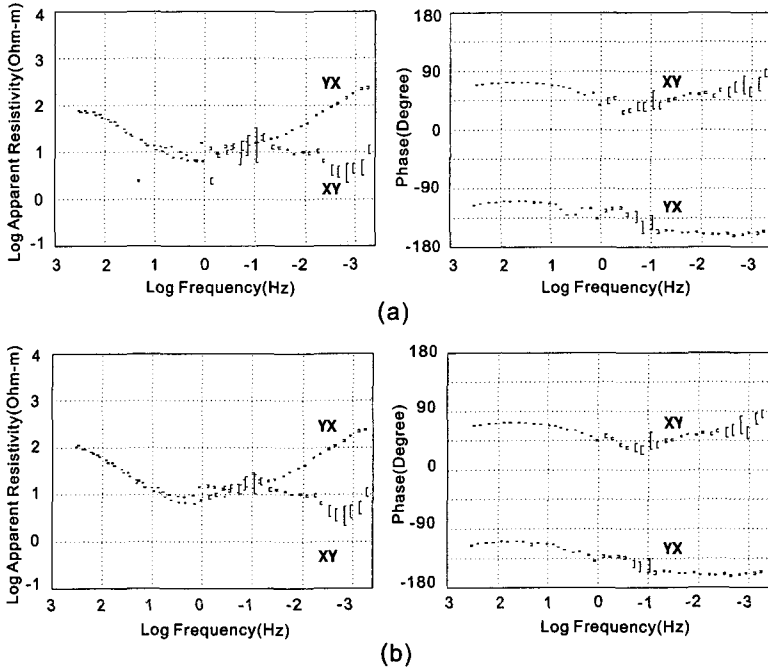 Log Apparent Resistivity(Ohm-m)
4
3
2
1
0
-1
YX
XY
3 2 1 0 -1 -2 -3
Log Frequency(Hz)
Phase(Degree)
180
90
0
-90
-180
XY
YX
3 2 1 0 -1 -2 -3
Log Frequency(Hz)
(a)
Log Apparent Resistivity(Ohm-m)
4
3
2
1
0
-1
YX
XY
3 2 1 0 -1 -2 -3
Log Frequency(Hz)
Phase(Degree)
180
90
0
-90
-180
XY
YX
3 2 1 0 -1 -2 -3
Log Frequency(Hz)
(b)